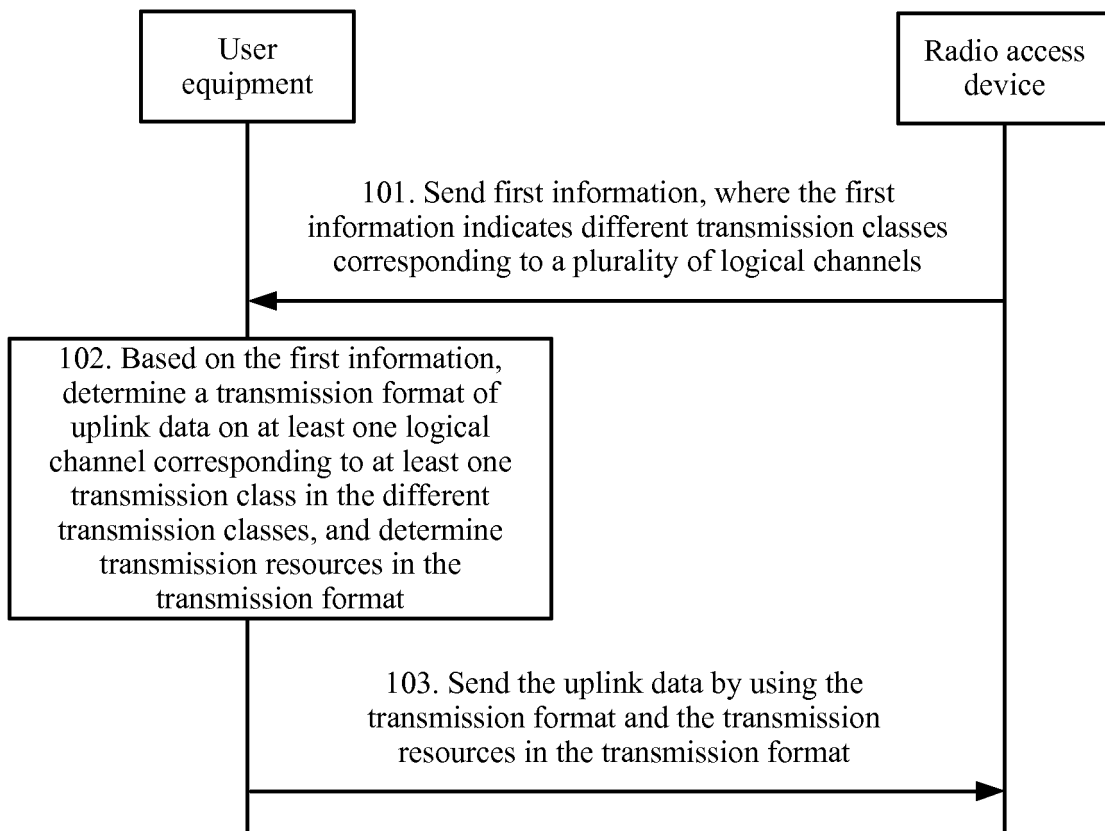 User
equipment
Radio access
device
101. Send first information, where the first
information indicates different transmission classes
corresponding to a plurality of logical channels
102. Based on the first information,
determine a transmission format of
uplink data on at least one logical
channel corresponding to at least one
transmission class in the different
transmission classes, and determine
transmission resources in the
transmission format
103. Send the uplink data by using the
transmission format and the transmission
resources in the transmission format